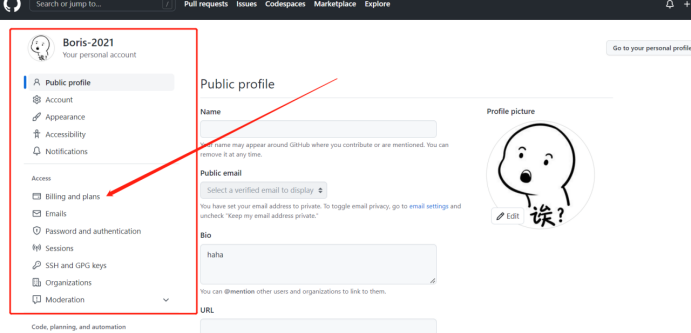 Search or jump to... /
Pull requests Issues Codespaces Marketplace Explore
Boris-2021
Your personal account
Go to your personal profile
Public profile
Account
Appearance
Accessibility
Notifications
Access
Billing and plans
Emails
Password and authentication
Sessions
SSH and GPG keys
Organizations
Moderation
Code, planning, and automation
Public profile
Name
Your name may appear around GitHub where you contribute or are mentioned. You can
remove it at any time.
Public email
Select a verified email to display
You have set your email address to private. To toggle email privacy, go to email settings and
uncheck "Keep my email address private."
Bio
haha
You can @mention other users and organizations to link to them.
URL
Profile picture
Edit
诶?